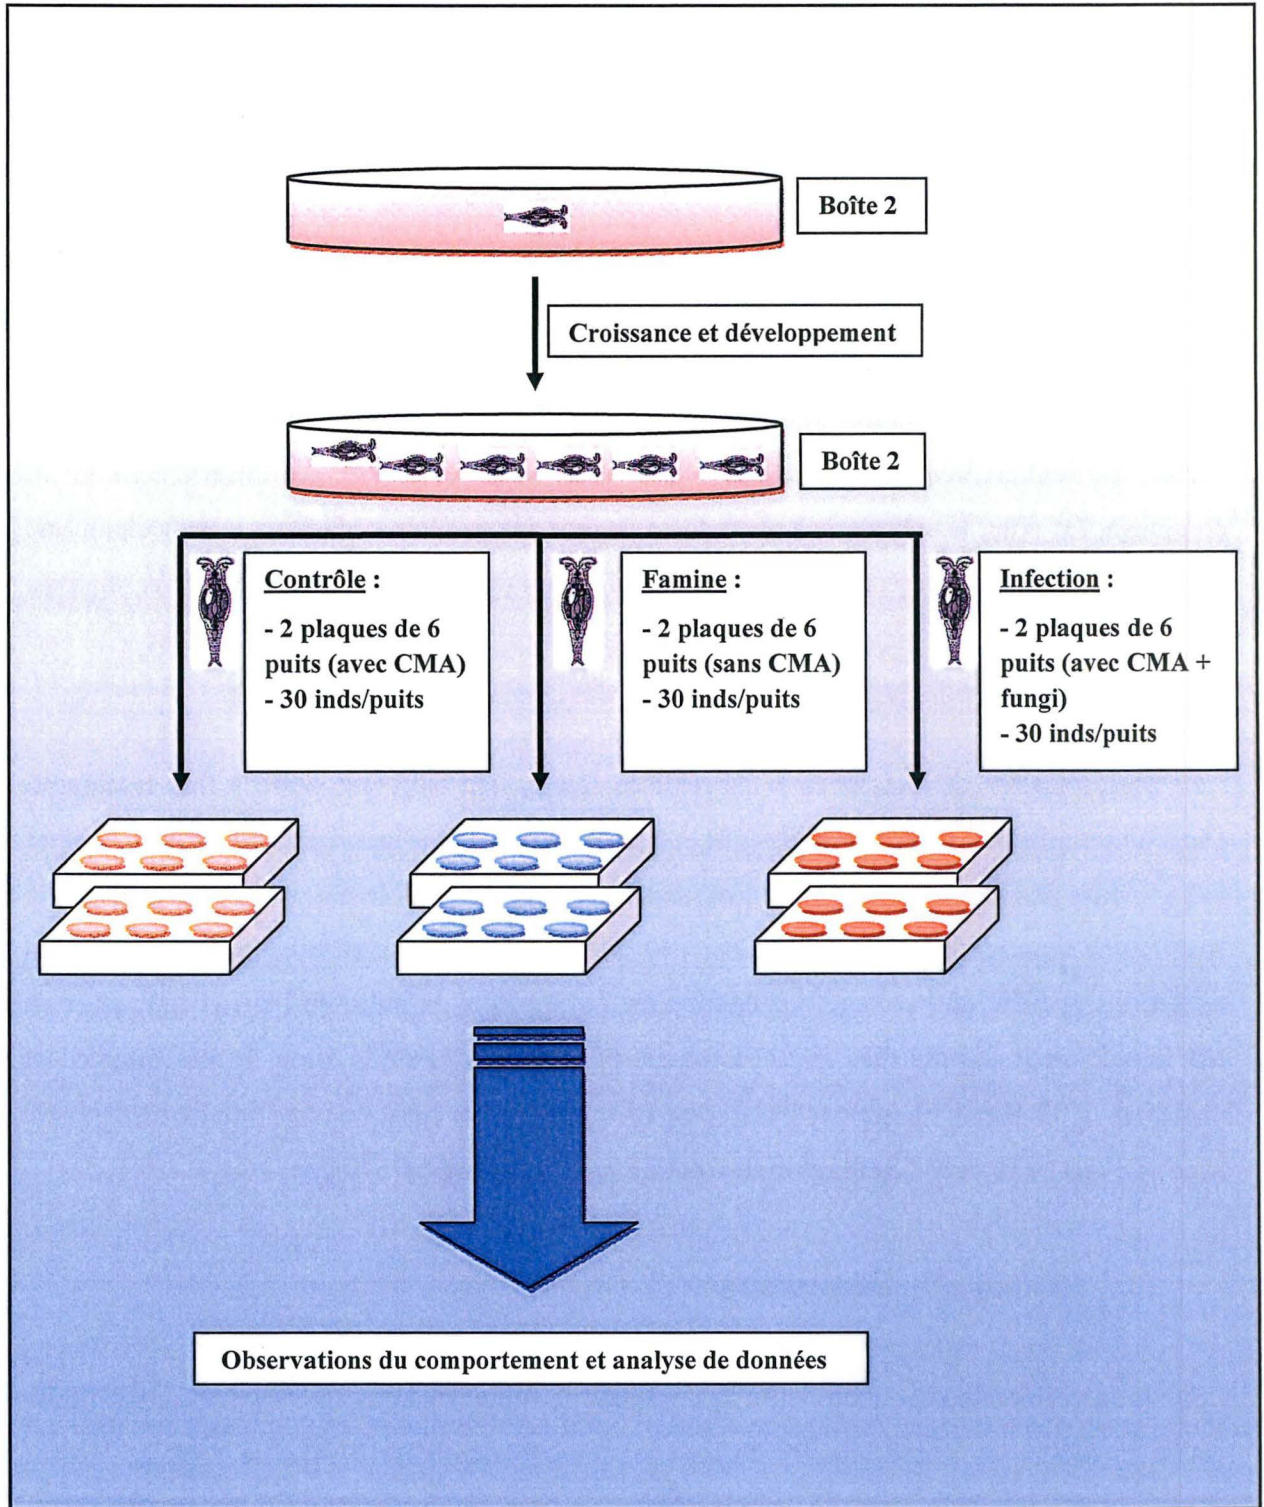 Boîte 2
Croissance et développement
Boîte 2
Contrôle :
- 2 plaques de 6
puits (avec CMA)
- 30 inds/puits
Famine :
- 2 plaques de 6
puits (sans CMA)
- 30 inds/puits
Infection :
- 2 plaques de 6
puits (avec CMA +
fungi)
- 30 inds/puits
Observations du comportement et analyse de données